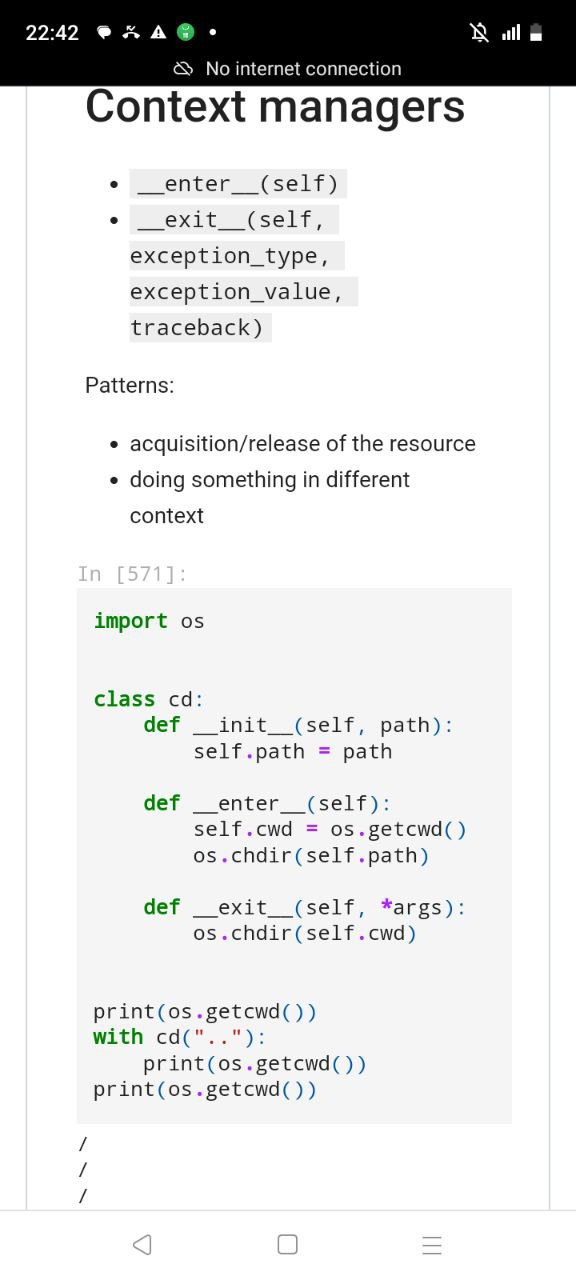 22:42
No internet connection
Context managers
• __enter__(self)
• __exit__(self,
exception_type,
exception_value,
traceback)
Patterns:
• acquisition/release of the resource
• doing something in different
context
In [571]:
import os
class cd:
    def __init__(self, path):
        self.path = path
    def __enter__(self):
        self.cwd = os.getcwd()
        os.chdir(self.path)
    def __exit__(self, *args):
        os.chdir(self.cwd)
print(os.getcwd())
with cd(".."):
    print(os.getcwd())
print(os.getcwd())
/
/
/